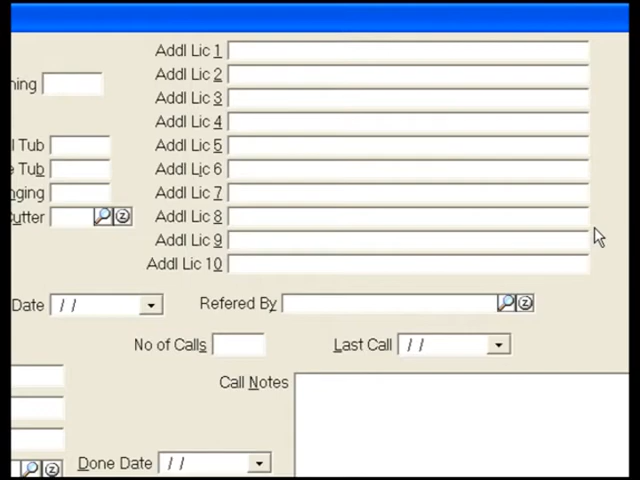 Addl Lic 1
Addl Lic 2
ning
Addl Lic 3
Addl Lic 4
l Tub
Addl Lic 5
e Tub
Addl Lic 6
nging
Addl Lic 7
Cutter
Addl Lic 8
Addl Lic 9
Addl Lic 10
Date / / Refered By
No of Calls Last Call / /
Call Notes
Done Date / /